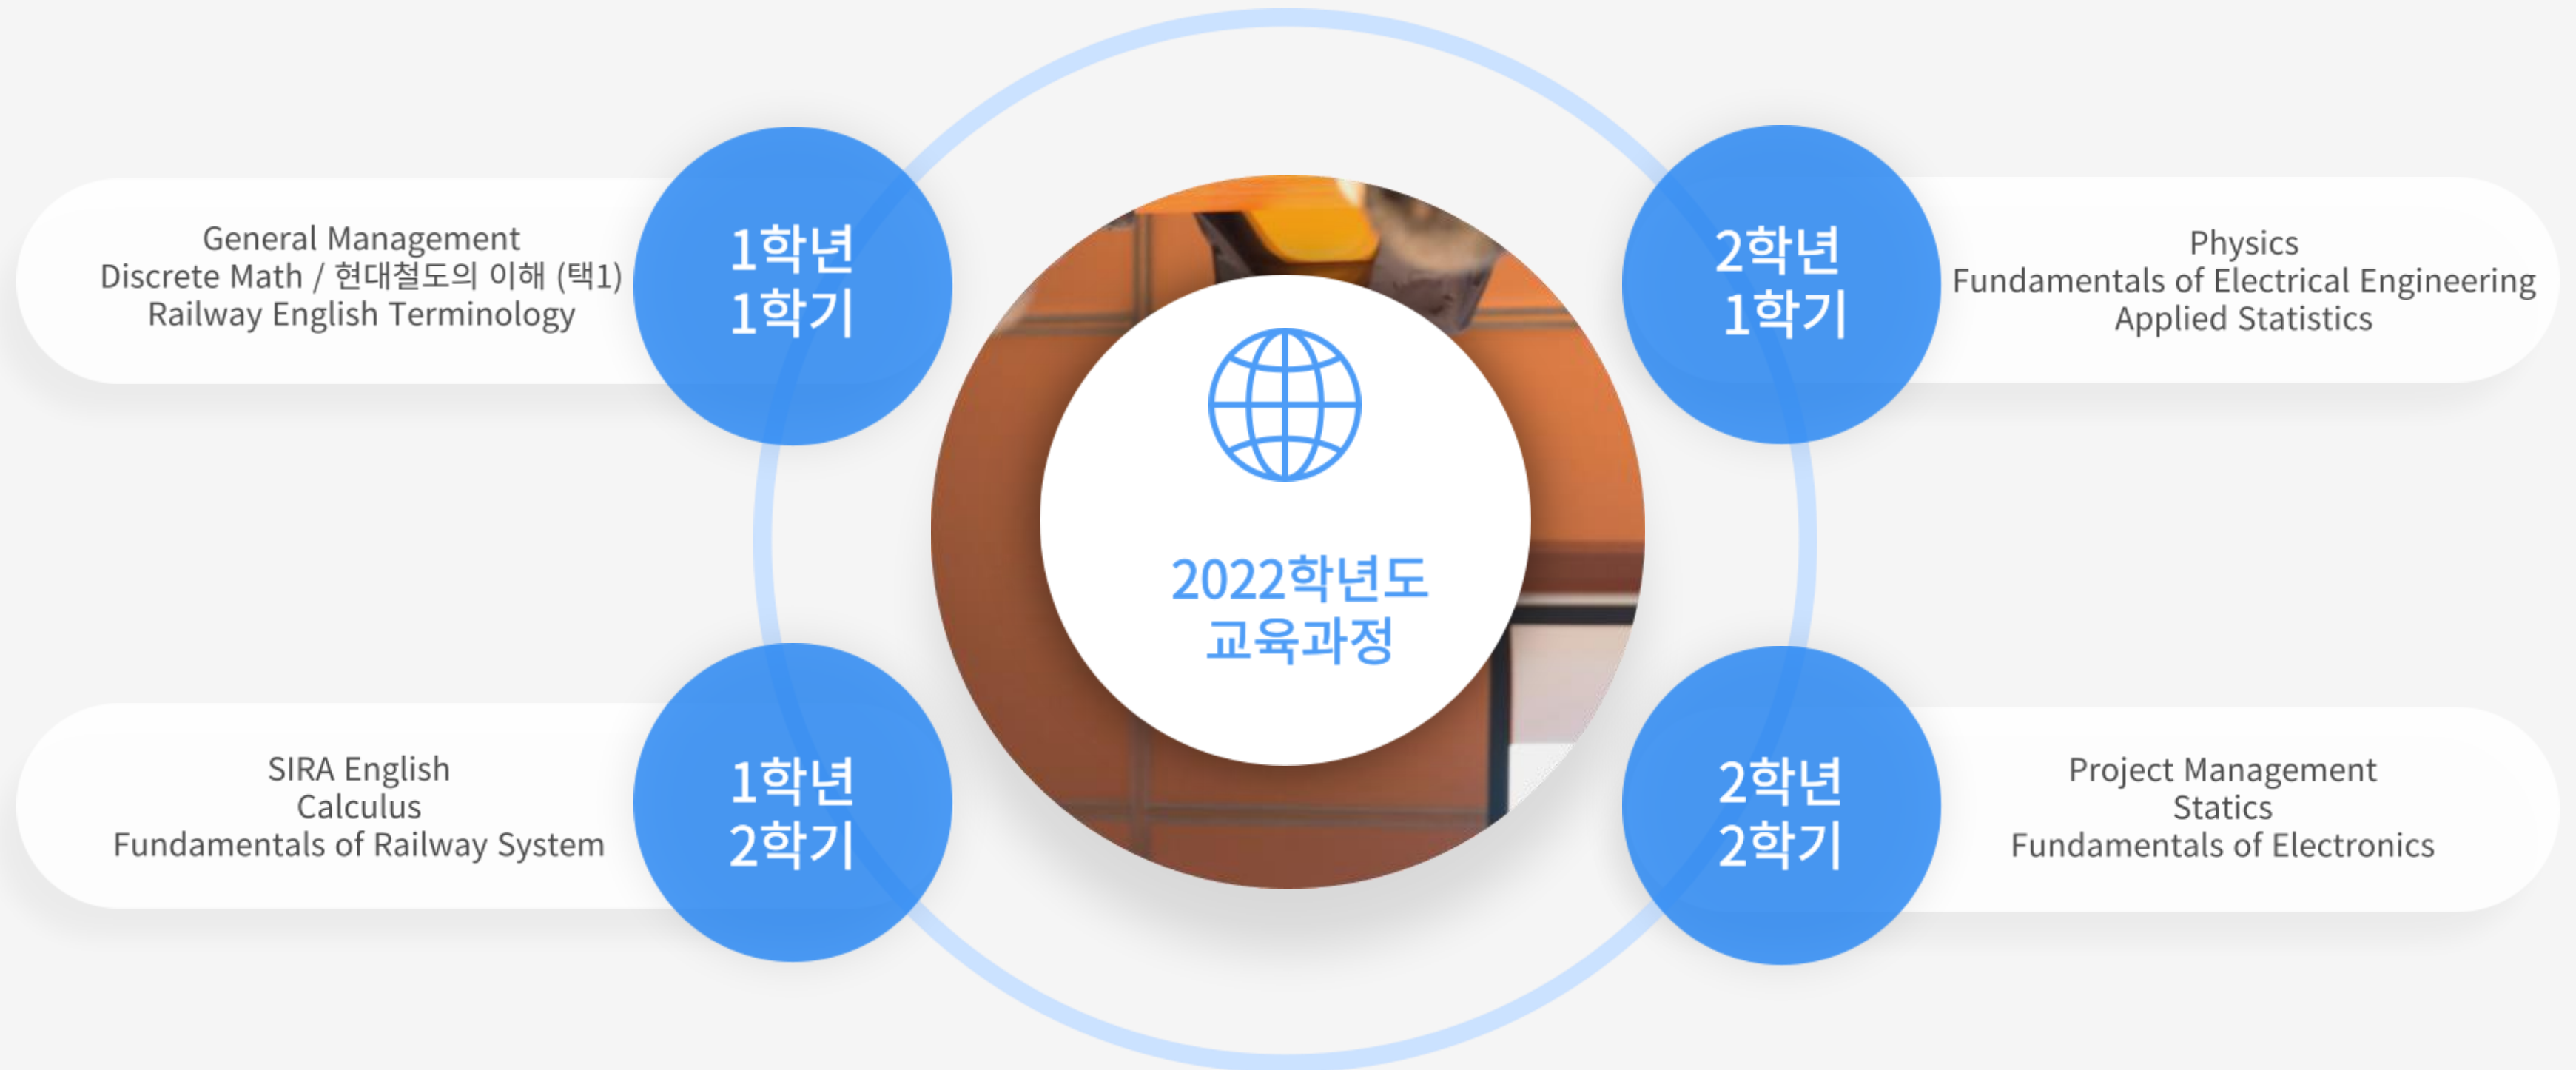 General Management
Discrete Math / 현대철도의 이해 (택1)
Railway English Terminology
1학년
1학기
2학년
1학기
Physics
Fundamentals of Electrical Engineering
Applied Statistics
2022학년도
교육과정
SIRA English
Calculus
Fundamentals of Railway System
1학년
2학기
2학년
2학기
Project Management
Statics
Fundamentals of Electronics